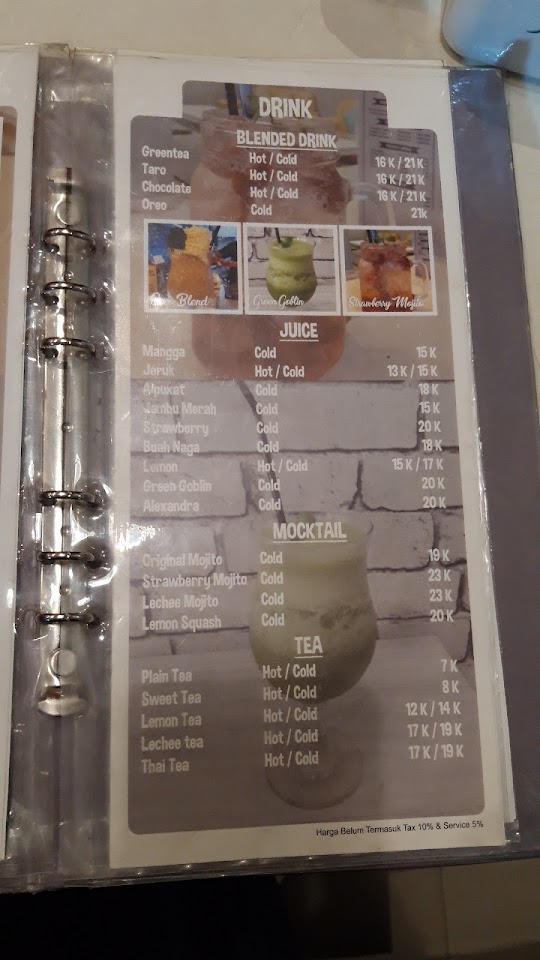 DRINK
BLENDED DRINK
Greentea Hot / Cold 16 K / 21 K
Taro Hot / Cold 16 K / 21 K
Chocolate Hot / Cold 16 K / 21 K
Oreo Cold 21k
Blend Green Goblin Strawberry Mojito
JUICE
Mangga Cold 15 K
Jeruk Hot / Cold 13 K / 15 K
Alpukat Cold 18 K
Jambu Merah Cold 15 K
Strawberry Cold 20 K
Buah Naga Cold 18 K
Lemon Hot / Cold 15 K / 17 K
Green Goblin Cold 20 K
Alexandra Cold 20 K
MOCKTAIL
Original Mojito Cold 19 K
Strawberry Mojito Cold 23 K
Lechee Mojito Cold 23 K
Lemon Squash Cold 20 K
TEA
Plain Tea Hot / Cold 7 K
Sweet Tea Hot / Cold 8 K
Lemon Tea Hot / Cold 12 K / 14 K
Lechee tea Hot / Cold 17 K / 19 K
Thai Tea Hot / Cold 17 K / 19 K
Harga Belum Termasuk Tax 10% & Service 5%